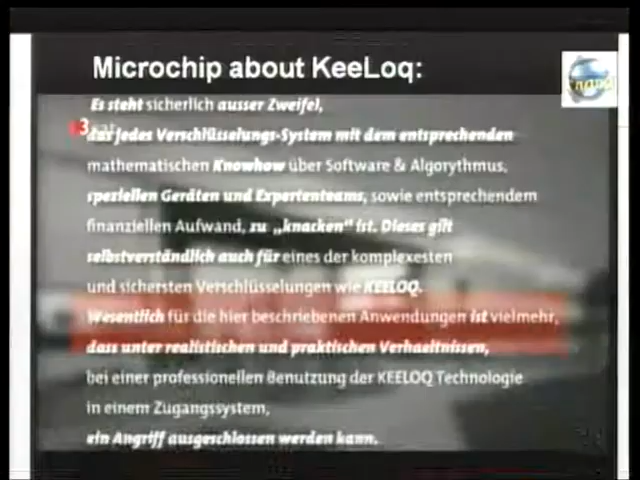 Microchip about KeeLoq:
nano
Es steht sicherlich ausser Zweifel,
3sat
das jedes Verschlüsselungs-System mit dem entsprechenden
mathematischen Knowhow über Software & Algorythmus,
speziellen Geräten und Expertenteams, sowie entsprechendem
finanziellen Aufwand, zu „knacken" ist. Dieses gilt
selbstverständlich auch für eines der komplexesten
und sichersten Verschlüsselungen wie KEELOQ.
Wesentlich für die hier beschriebenen Anwendungen ist vielmehr,
dass unter realistischen und praktischen Verhaeltnissen,
bei einer professionellen Benutzung der KEELOQ Technologie
in einem Zugangssystem,
ein Angriff ausgeschlossen werden kann.